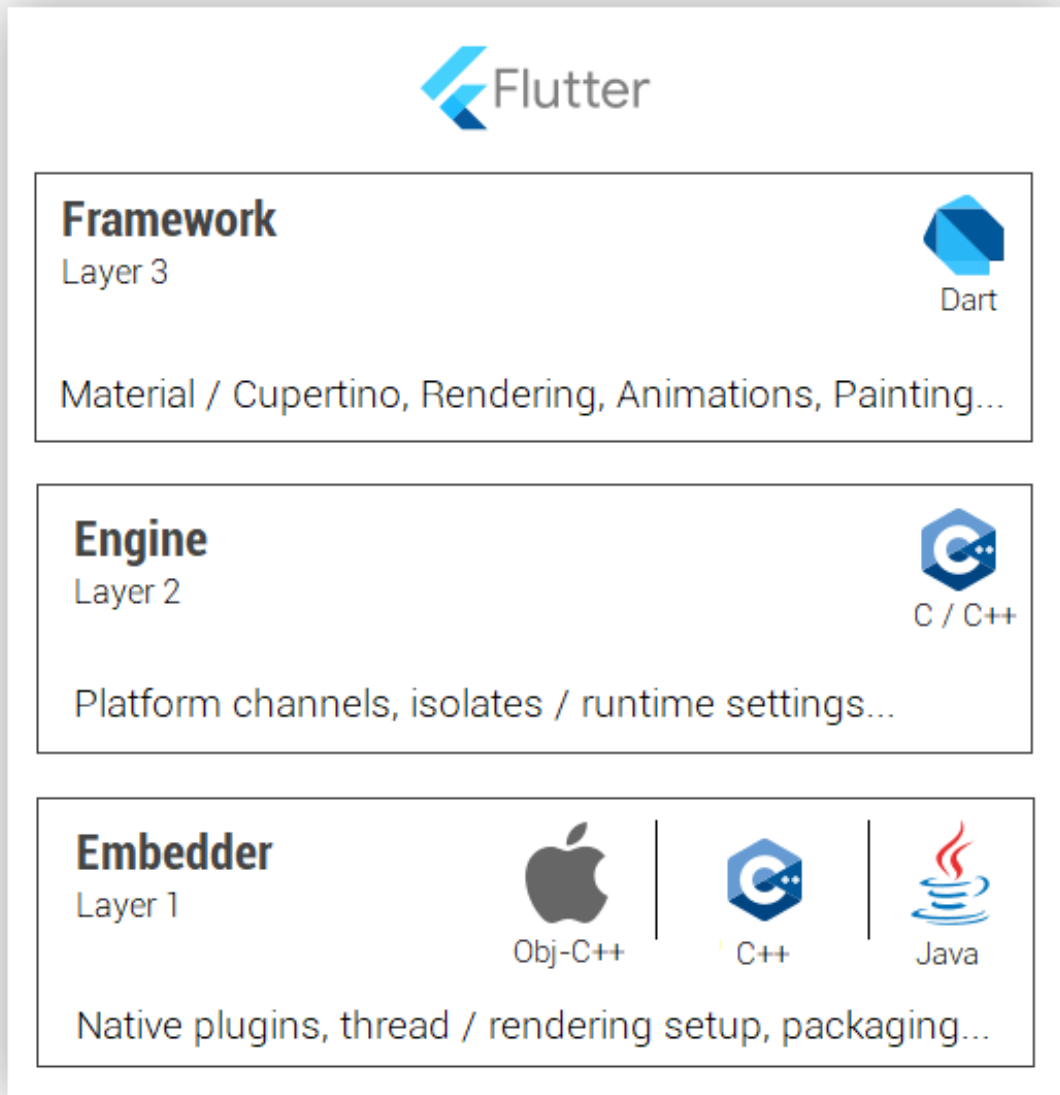 Flutter
Framework
Layer 3
Dart
Material / Cupertino, Rendering, Animations, Painting...
Engine
Layer 2
C / C++
Platform channels, isolates / runtime settings...
Embedder
Layer 1
Obj-C++
C++
Java
Native plugins, thread / rendering setup, packaging...